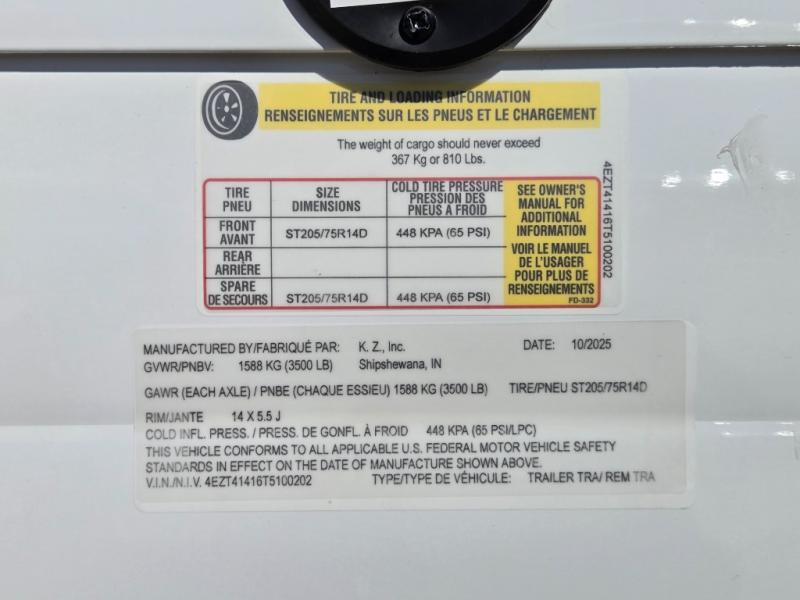 TIRE AND LOADING INFORMATION
RENSEIGNEMENTS SUR LES PNEUS ET LE CHARGEMENT
The weight of cargo should never exceed
367 Kg or 810 Lbs.
TIRE PNEU SIZE DIMENSIONS COLD TIRE PRESSURE PRESSION DES PNEUS À FROID
FRONT AVANT ST205/75R14D 448 KPA (65 PSI)
REAR ARRIÈRE
SPARE DE SECOURS ST205/75R14D 448 KPA (65 PSI)
SEE OWNER'S
MANUAL FOR
ADDITIONAL
INFORMATION
VOIR LE MANUEL
DE L'USAGER
POUR PLUS DE
RENSEIGNEMENTS
FD-332
4EZT41416T5100202
MANUFACTURED BY/FABRIQUÉ PAR: K. Z., Inc. DATE: 10/2025
GVWR/PNBV: 1588 KG (3500 LB) Shipshewana, IN
GAWR (EACH AXLE) / PNBE (CHAQUE ESSIEU) 1588 KG (3500 LB) TIRE/PNEU ST205/75R14D
RIM/JANTE 14 X 5.5 J
COLD INFL. PRESS. / PRESS. DE GONFL. À FROID 448 KPA (65 PSI/LPC)
THIS VEHICLE CONFORMS TO ALL APPLICABLE U.S. FEDERAL MOTOR VEHICLE SAFETY
STANDARDS IN EFFECT ON THE DATE OF MANUFACTURE SHOWN ABOVE.
V.I.N./N.I.V. 4EZT41416T5100202 TYPE/TYPE DE VÉHICULE: TRAILER TRA/ REM TRA